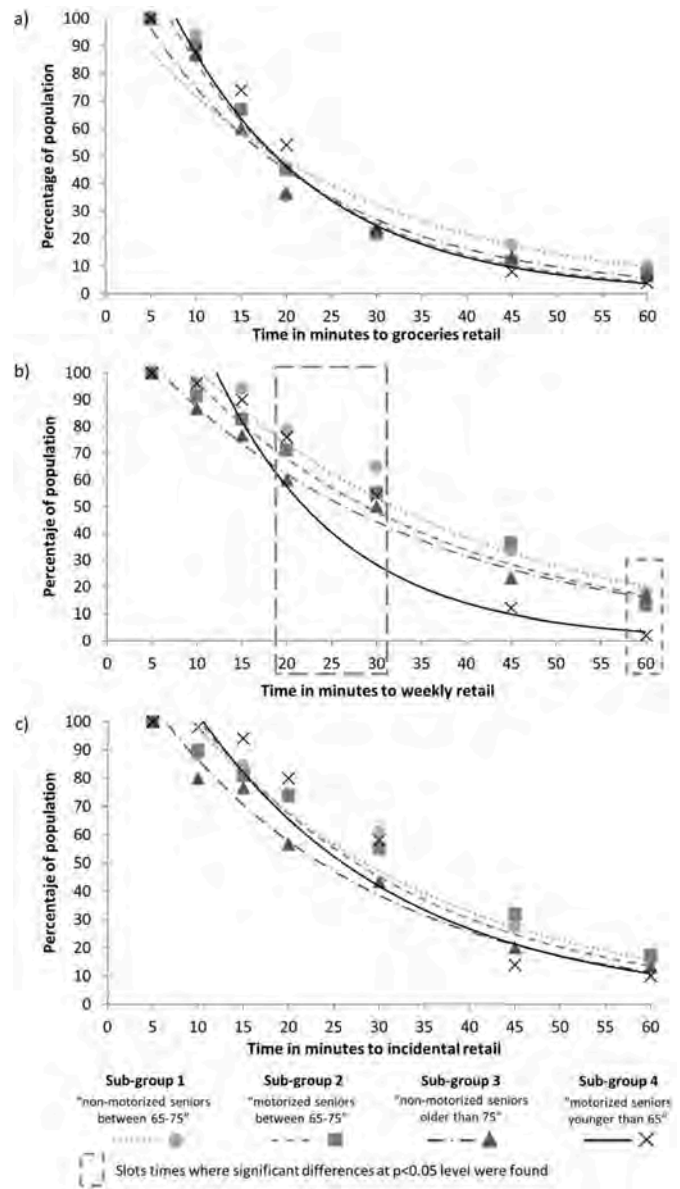 a)
Percentage of population
100
90
80
70
60
50
40
30
20
10
0
0 5 10 15 20 25 30 35 40 45 50 55 60
Time in minutes to groceries retail
b)
Percentaje of population
100
90
80
70
60
50
40
30
20
10
0
0 5 10 15 20 25 30 35 40 45 50 55 60
Time in minutes to weekly retail
c)
Percentaje of population
100
90
80
70
60
50
40
30
20
10
0
0 5 10 15 20 25 30 35 40 45 50 55 60
Time in minutes to incidental retail
Sub-group 1
"non-motorized seniors
between 65-75"
Sub-group 2
"motorized seniors
between 65-75"
Sub-group 3
"non-motorized seniors
older than 75"
Sub-group 4
"motorized seniors
younger than 65"
Slots times where significant differences at p<0.05 level were found